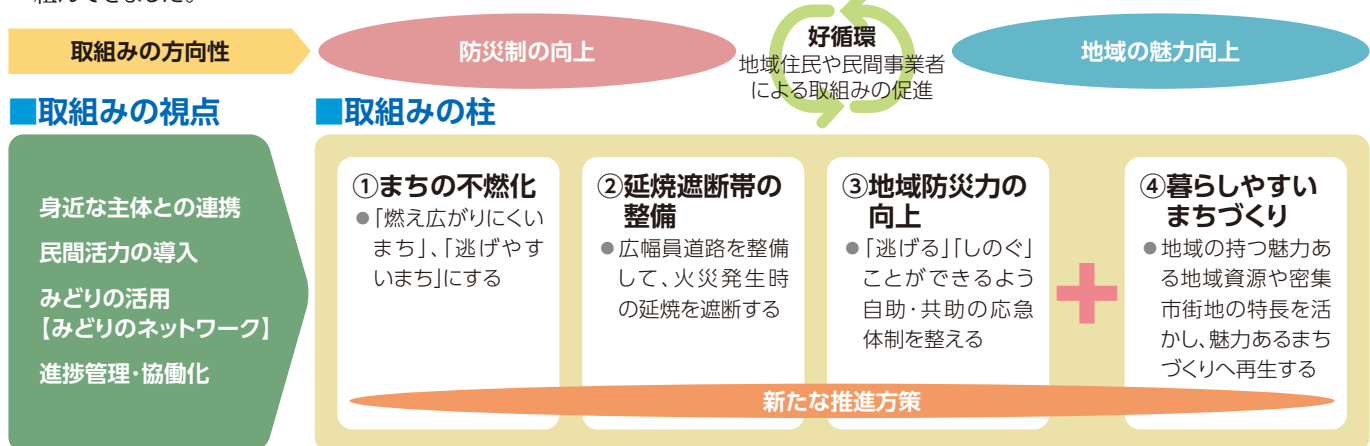 組んできました。
取組みの方向性
防災制の向上
好循環
地域住民や民間事業者
による取組みの促進
地域の魅力向上
■取組みの視点
身近な主体との連携
民間活力の導入
みどりの活用
【みどりのネットワーク】
進捗管理・協働化
■取組みの柱
①まちの不燃化
●「燃え広がりにくい
まち」、「逃げやす
いまち」にする
②延焼遮断帯の
整備
●広幅員道路を整備
して、火災発生時
の延焼を遮断する
③地域防災力の
向上
●「逃げる」「しのぐ」
ことができるよう
自助・共助の応急
体制を整える
④暮らしやすい
まちづくり
●地域の持つ魅力あ
る地域資源や密集
市街地の特長を活
かし、魅力あるまち
づくりへ再生する
新たな推進方策